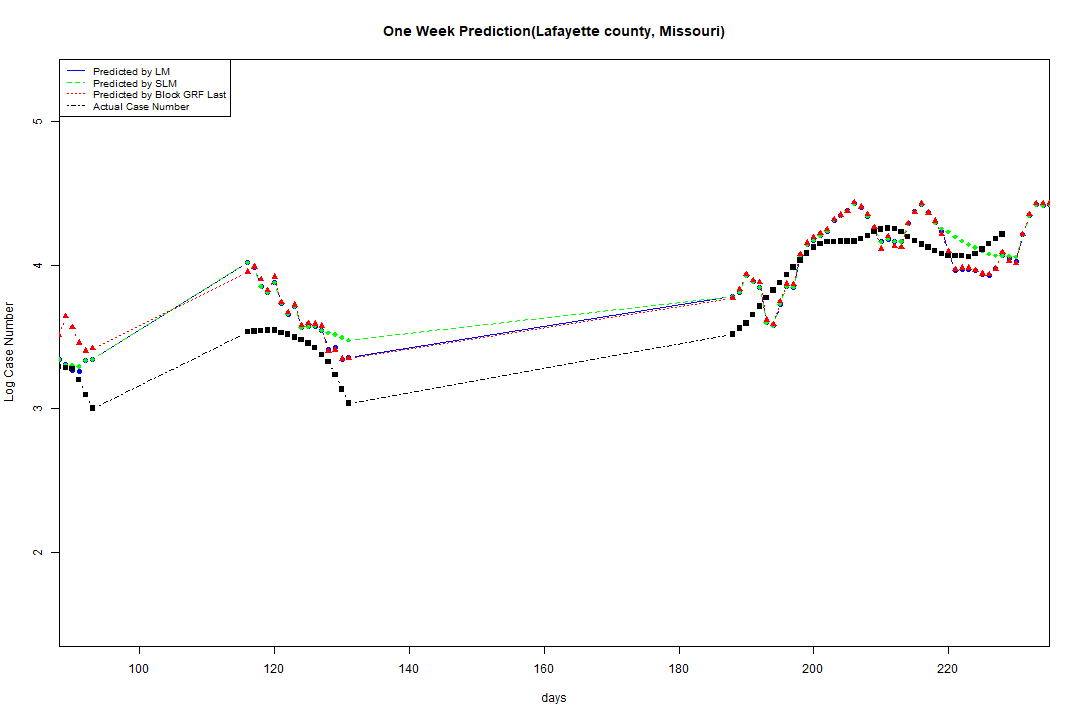 One Week Prediction(Lafayette county, Missouri)
Predicted by LM
Predicted by SLM
Predicted by Block GRF Last
Actual Case Number
5
4
3
2
Log Case Number
100 120 140 160 180 200 220
days